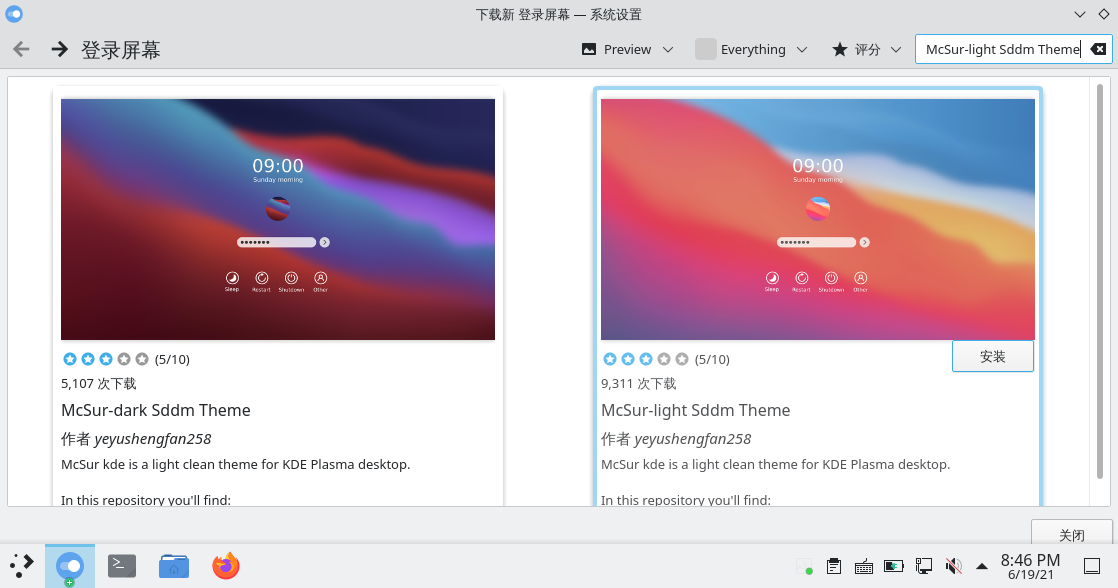 下载新 登录屏幕 — 系统设置
登录屏幕
Preview
Everything
评分
McSur-light Sddm Theme
09:00
Sunday morning
Sleep Restart Shutdown Other
(5/10)
5,107 次下载
McSur-dark Sddm Theme
作者 yeyushengfan258
McSur kde is a light clean theme for KDE Plasma desktop.
In this repository you'll find:
09:00
Sunday morning
Sleep Restart Shutdown Other
(5/10)
安装
9,311 次下载
McSur-light Sddm Theme
作者 yeyushengfan258
McSur kde is a light clean theme for KDE Plasma desktop.
In this repository you'll find:
关闭
8:46 PM
6/19/21